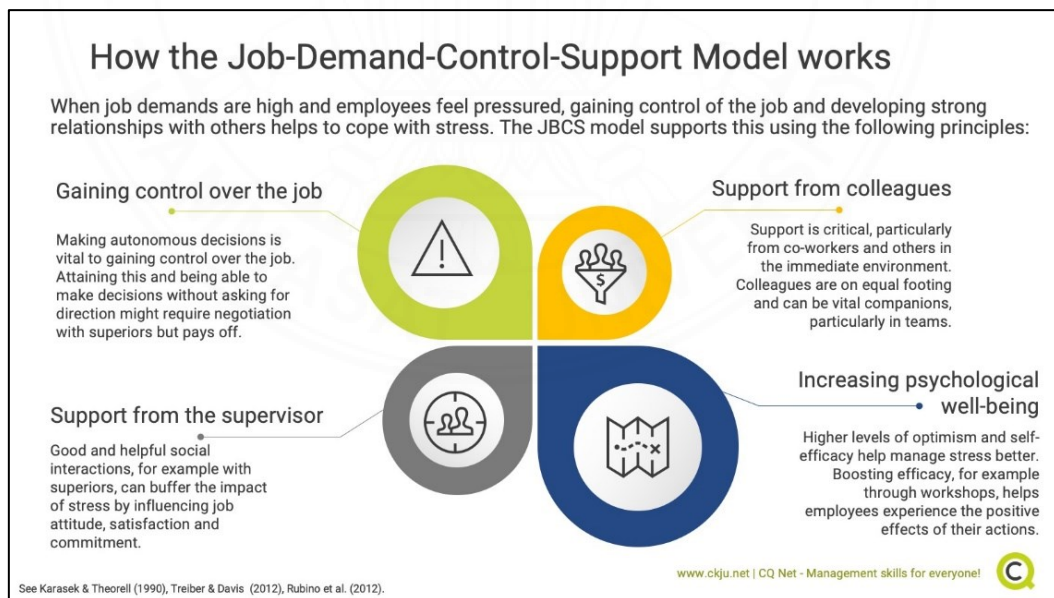 How the Job-Demand-Control-Support Model works
When job demands are high and employees feel pressured, gaining control of the job and developing strong
relationships with others helps to cope with stress. The JBCS model supports this using the following principles:
Gaining control over the job
Making autonomous decisions is
vital to gaining control over the job.
Attaining this and being able to
make decisions without asking for
direction might require negotiation
with superiors but pays off.
Support from colleagues
Support is critical, particularly
from co-workers and others in
the immediate environment.
Colleagues are on equal footing
and can be vital companions,
particularly in teams.
$
Support from the supervisor
Good and helpful social
interactions, for example with
superiors, can buffer the impact
of stress by influencing job
attitude, satisfaction and
commitment.
Increasing psychological
well-being
Higher levels of optimism and self-
efficacy help manage stress better.
Boosting efficacy, for example
through workshops, helps
employees experience the positive
effects of their actions.
See Karasek & Theorell (1990), Treiber & Davis (2012), Rubino et al. (2012).
www.ckju.net | CQ Net - Management skills for everyone!